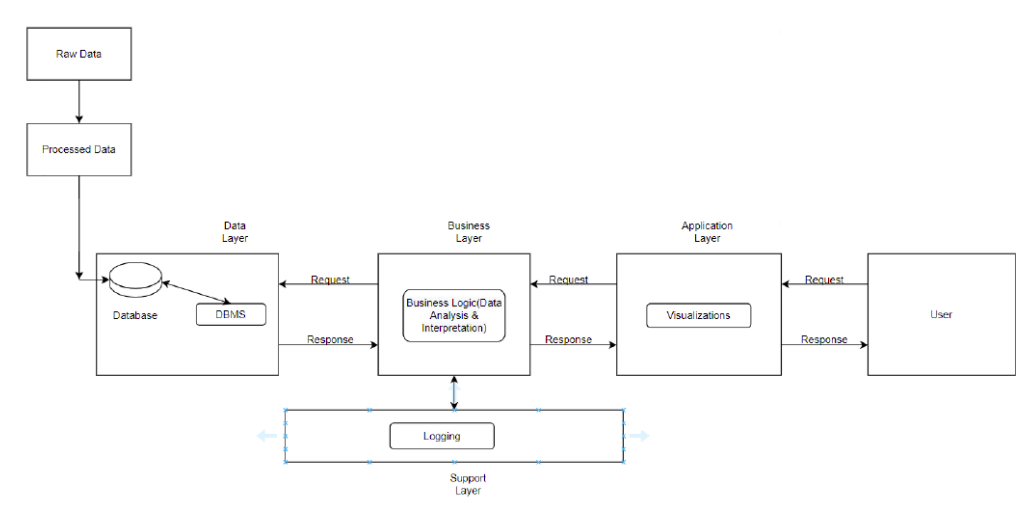 Raw Data
Processed Data
Data
Layer
Business
Layer
Application
Layer
Request
Request
Request
Database
DBMS
Business Logic(Data
Analysis &
Interpretation)
Visualizations
User
Response
Response
Response
Logging
Support
Layer